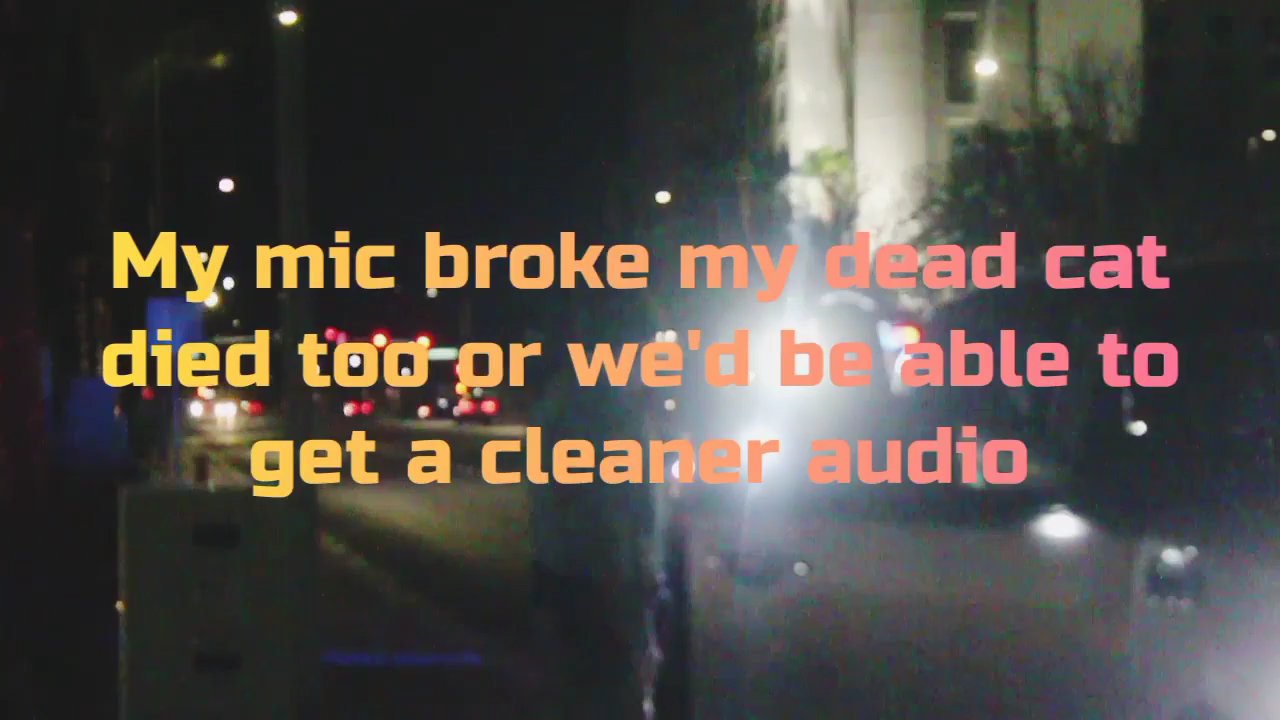 My mic broke my dead cat
died too or we'd be able to
get a cleaner audio